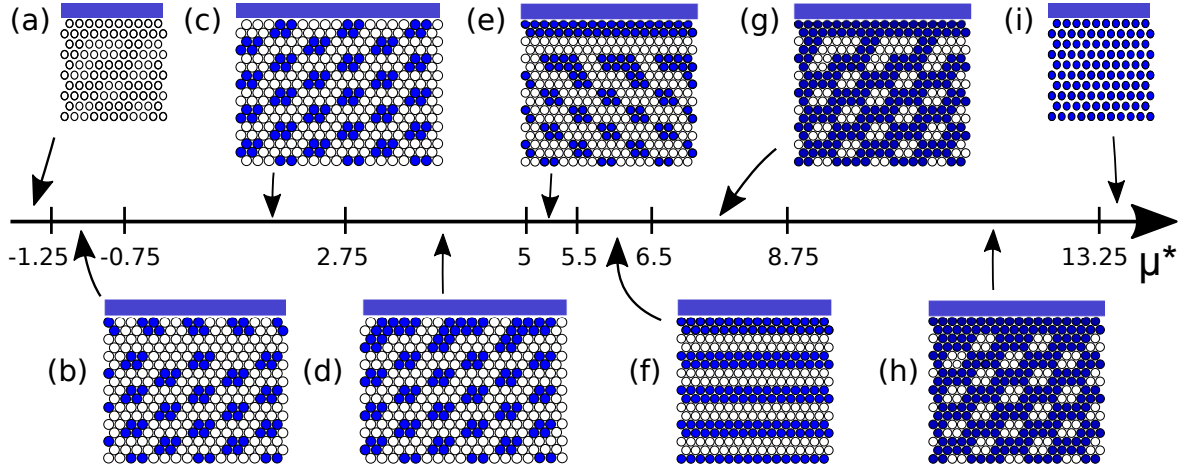 (a) (c) (e) (g) (i)
-1.25 -0.75 2.75 5 5.5 6.5 8.75 13.25 μ*
(b) (d) (f) (h)